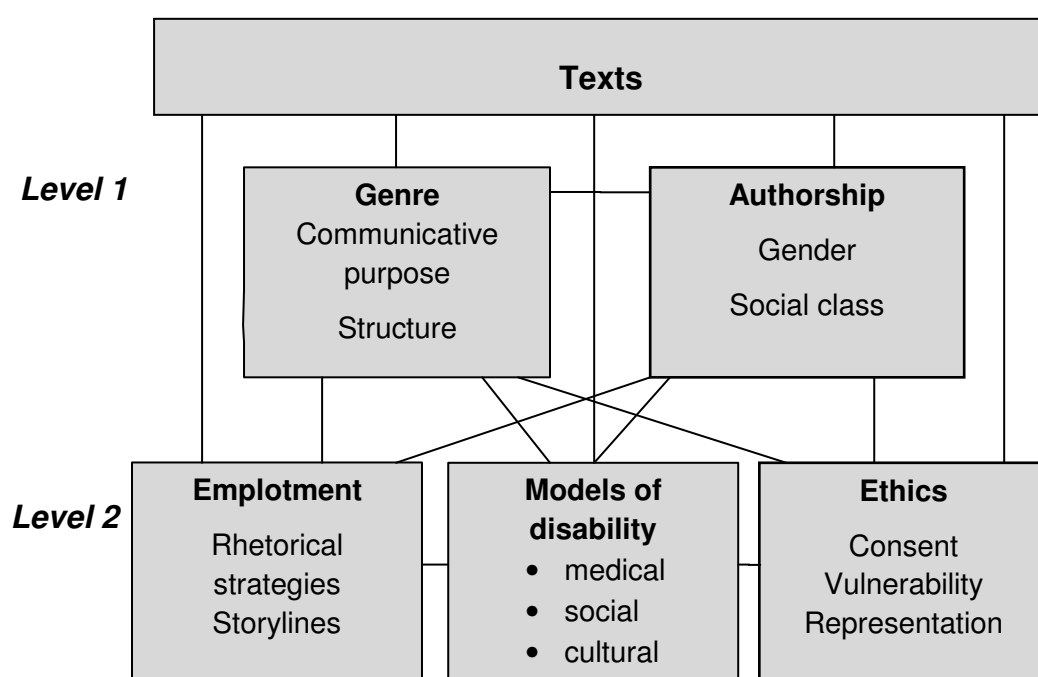 Texts
Level 1
Genre
Communicative
purpose
Structure
Authorship
Gender
Social class
Level 2
Emplotment
Rhetorical
strategies
Storylines
Models of
disability
• medical
• social
• cultural
Ethics
Consent
Vulnerability
Representation